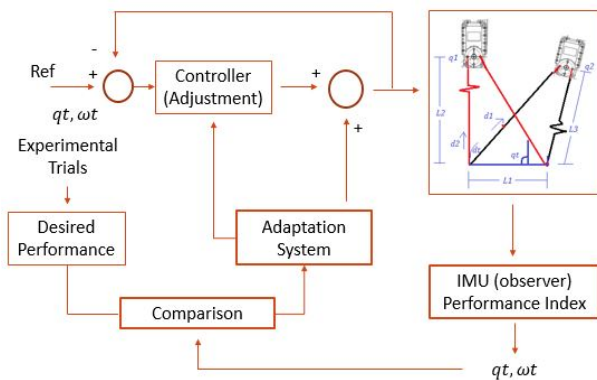 -
Ref
+
qt, ωt
Controller
(Adjustment)
+
+
Experimental
Trials
Desired
Performance
Adaptation
System
Comparison
q1
q2
L2
L3
d1
d2
qt
L1
IMU (observer)
Performance Index
qt, ωt